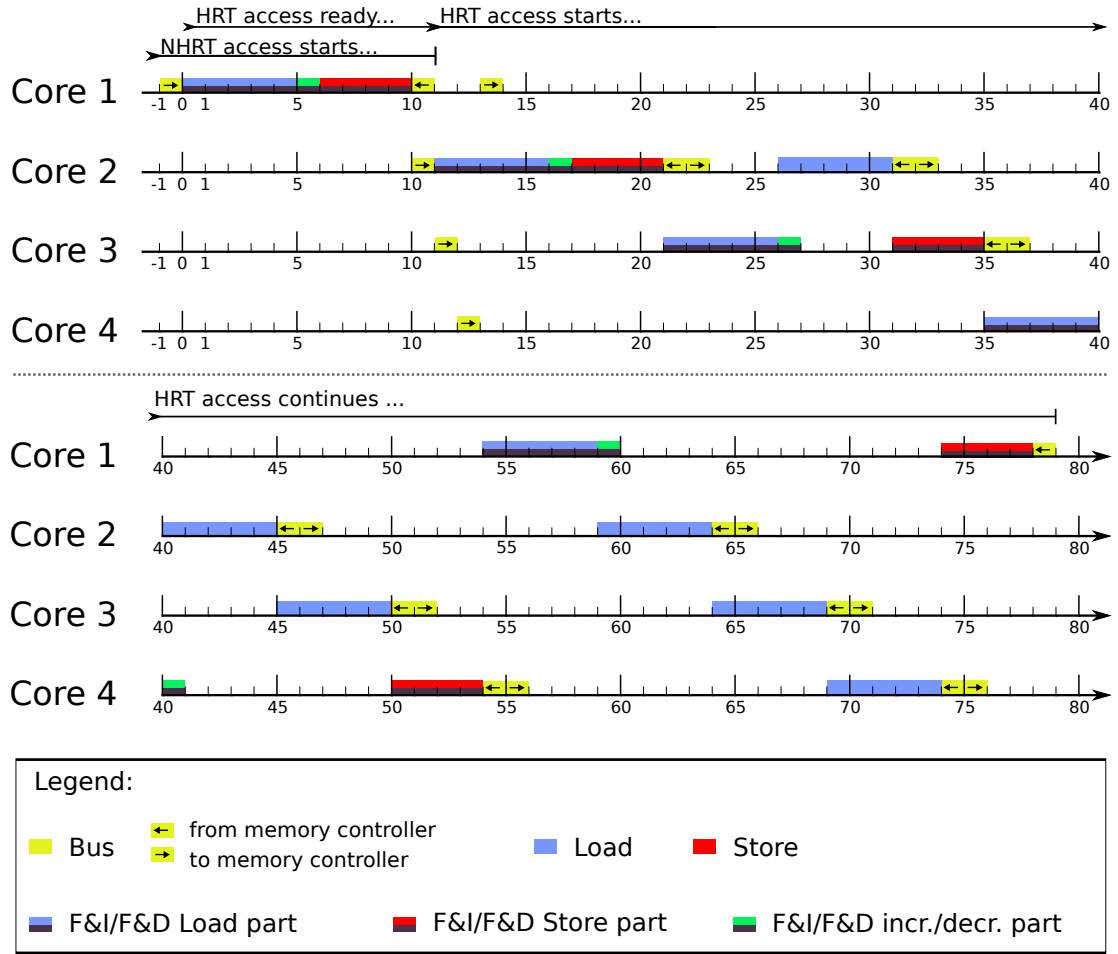 HRT access ready... HRT access starts...
NHRT access starts...
Core 1
-1 0 1 5 10 15 20 25 30 35 40
Core 2
-1 0 1 5 10 15 20 25 30 35 40
Core 3
-1 0 1 5 10 15 20 25 30 35 40
Core 4
-1 0 1 5 10 15 20 25 30 35 40
HRT access continues ...
Core 1
40 45 50 55 60 65 70 75 80
Core 2
40 45 50 55 60 65 70 75 80
Core 3
40 45 50 55 60 65 70 75 80
Core 4
40 45 50 55 60 65 70 75 80
Legend:
Bus from memory controller Load Store
to memory controller
F&I/F&D Load part F&I/F&D Store part F&I/F&D incr./decr. part